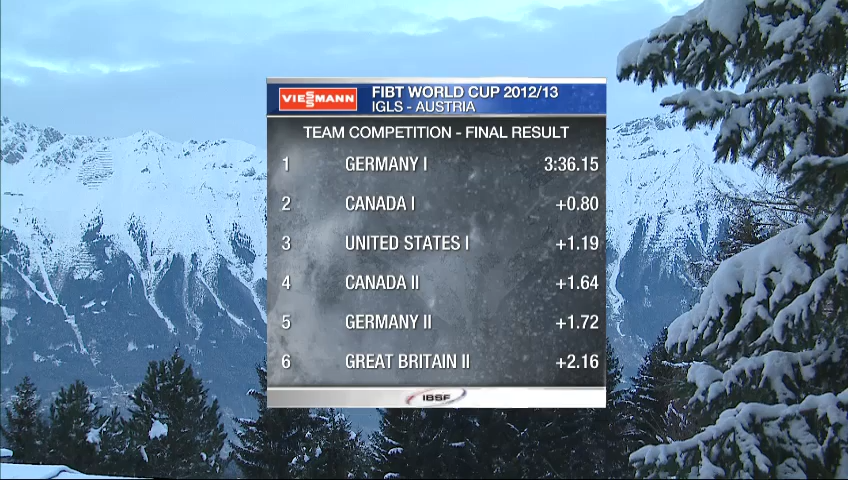 VIESSMANN
FIBT WORLD CUP 2012/13
IGLS - AUSTRIA
TEAM COMPETITION - FINAL RESULT
1 GERMANY I 3:36.15
2 CANADA I +0.80
3 UNITED STATES I +1.19
4 CANADA II +1.64
5 GERMANY II +1.72
6 GREAT BRITAIN II +2.16
IBSF